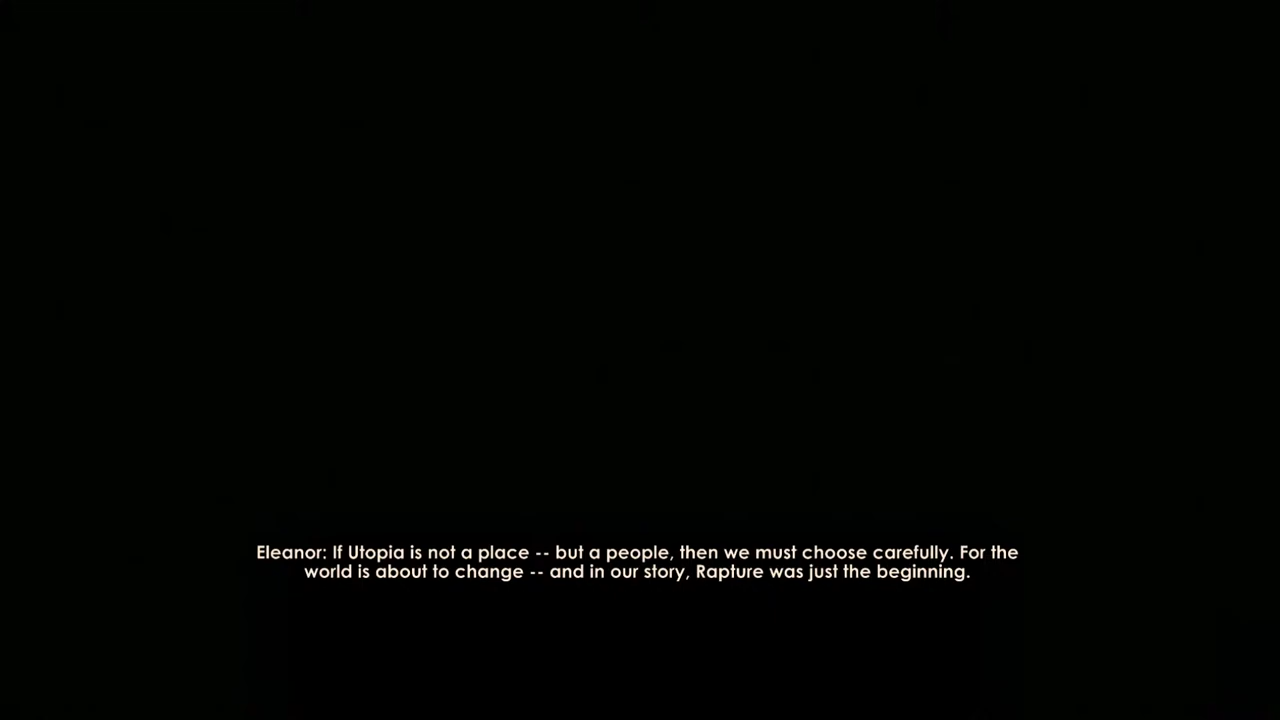 Eleanor: If Utopia is not a place -- but a people, then we must choose carefully. For the
world is about to change -- and in our story, Rapture was just the beginning.